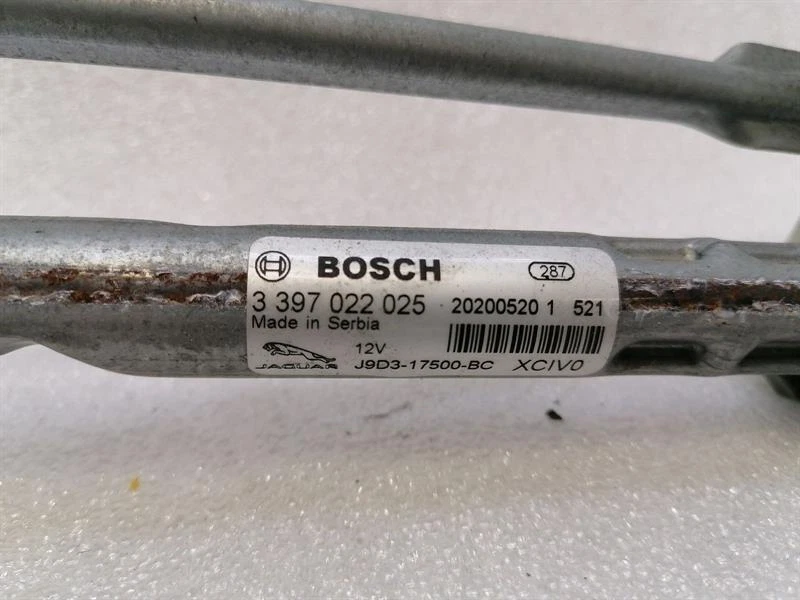 BOSCH 287
3 397 022 025 20200520 1 521
Made in Serbia
12V
JAGUAR J9D3-17500-BC XCIV0